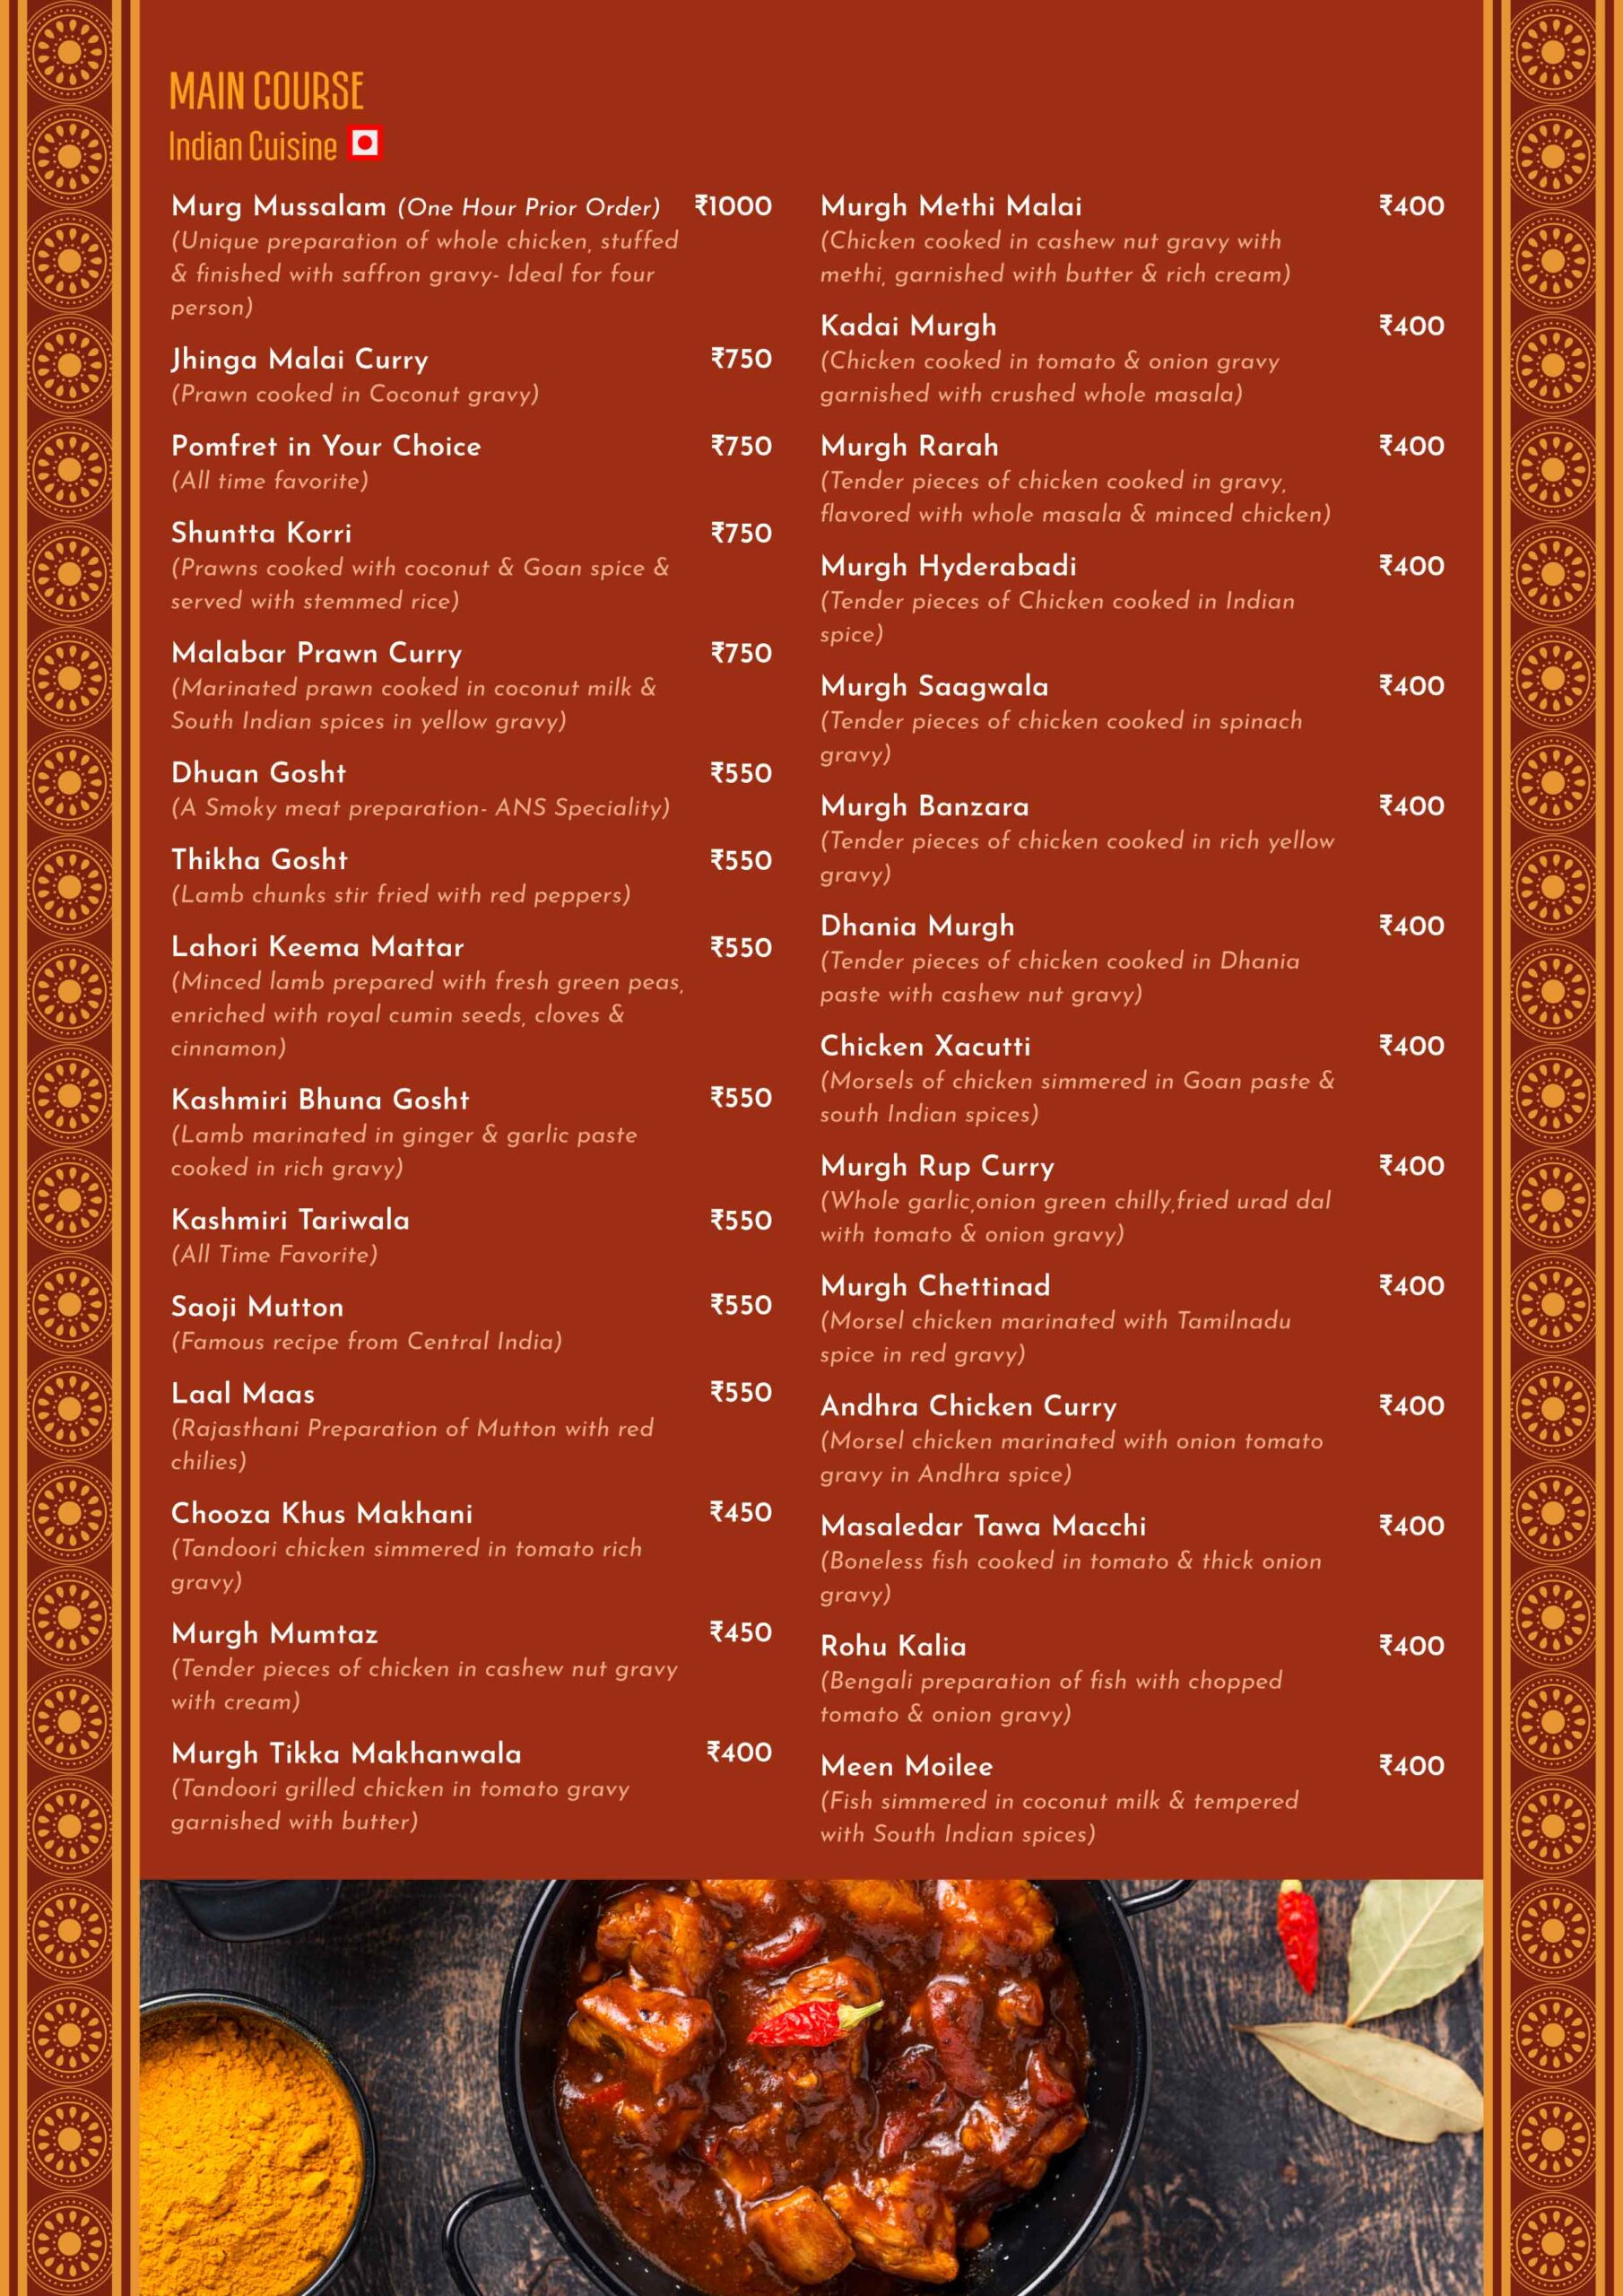 MAIN COURSE
Indian Cuisine
Murg Mussalam (One Hour Prior Order) ₹1000
(Unique preparation of whole chicken, stuffed
& finished with saffron gravy- Ideal for four
person)
Jhinga Malai Curry ₹750
(Prawn cooked in Coconut gravy)
Pomfret in Your Choice ₹750
(All time favorite)
Shuntta Korri ₹750
(Prawns cooked with coconut & Goan spice &
served with stemmed rice)
Malabar Prawn Curry ₹750
(Marinated prawn cooked in coconut milk &
South Indian spices in yellow gravy)
Dhuan Gosht ₹550
(A Smoky meat preparation- ANS Speciality)
Thikha Gosht ₹550
(Lamb chunks stir fried with red peppers)
Lahori Keema Mattar ₹550
(Minced lamb prepared with fresh green peas,
enriched with royal cumin seeds, cloves &
cinnamon)
Kashmiri Bhuna Gosht ₹550
(Lamb marinated in ginger & garlic paste
cooked in rich gravy)
Kashmiri Tariwala ₹550
(All Time Favorite)
Saoji Mutton ₹550
(Famous recipe from Central India)
Laal Maas ₹550
(Rajasthani Preparation of Mutton with red
chilies)
Chooza Khus Makhani ₹450
(Tandoori chicken simmered in tomato rich
gravy)
Murgh Mumtaz ₹450
(Tender pieces of chicken in cashew nut gravy
with cream)
Murgh Tikka Makhanwala ₹400
(Tandoori grilled chicken in tomato gravy
garnished with butter)
Murgh Methi Malai ₹400
(Chicken cooked in cashew nut gravy with
methi, garnished with butter & rich cream)
Kadai Murgh ₹400
(Chicken cooked in tomato & onion gravy
garnished with crushed whole masala)
Murgh Rarah ₹400
(Tender pieces of chicken cooked in gravy,
flavored with whole masala & minced chicken)
Murgh Hyderabadi ₹400
(Tender pieces of Chicken cooked in Indian
spice)
Murgh Saagwala ₹400
(Tender pieces of chicken cooked in spinach
gravy)
Murgh Banzara ₹400
(Tender pieces of chicken cooked in rich yellow
gravy)
Dhania Murgh ₹400
(Tender pieces of chicken cooked in Dhania
paste with cashew nut gravy)
Chicken Xacutti ₹400
(Morsels of chicken simmered in Goan paste &
south Indian spices)
Murgh Rup Curry ₹400
(Whole garlic,onion green chilly,fried urad dal
with tomato & onion gravy)
Murgh Chettinad ₹400
(Morsel chicken marinated with Tamilnadu
spice in red gravy)
Andhra Chicken Curry ₹400
(Morsel chicken marinated with onion tomato
gravy in Andhra spice)
Masaledar Tawa Macchi ₹400
(Boneless fish cooked in tomato & thick onion
gravy)
Rohu Kalia ₹400
(Bengali preparation of fish with chopped
tomato & onion gravy)
Meen Moilee ₹400
(Fish simmered in coconut milk & tempered
with South Indian spices)